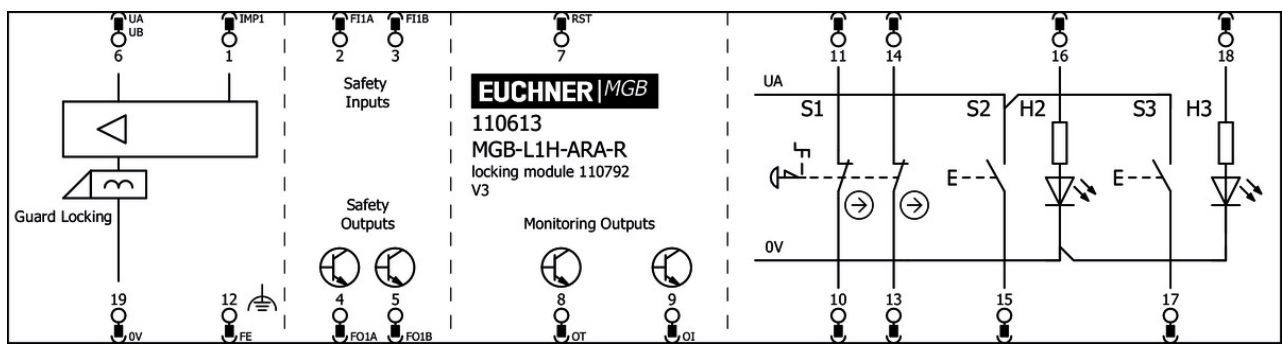 UA IMP1 FI1A FI1B RST
UB
6 1 2 3 7 11 14 16 18
Safety
Inputs
EUCHNER MGB
110613
MGB-L1H-ARA-R
locking module 110792
V3
UA
S1 S2 H2 S3 H3
E E
Guard Locking
Safety
Outputs
Monitoring Outputs
0V
19 12 4 5 8 9 10 13 15 17
0V FE FO1A FO1B OT OI